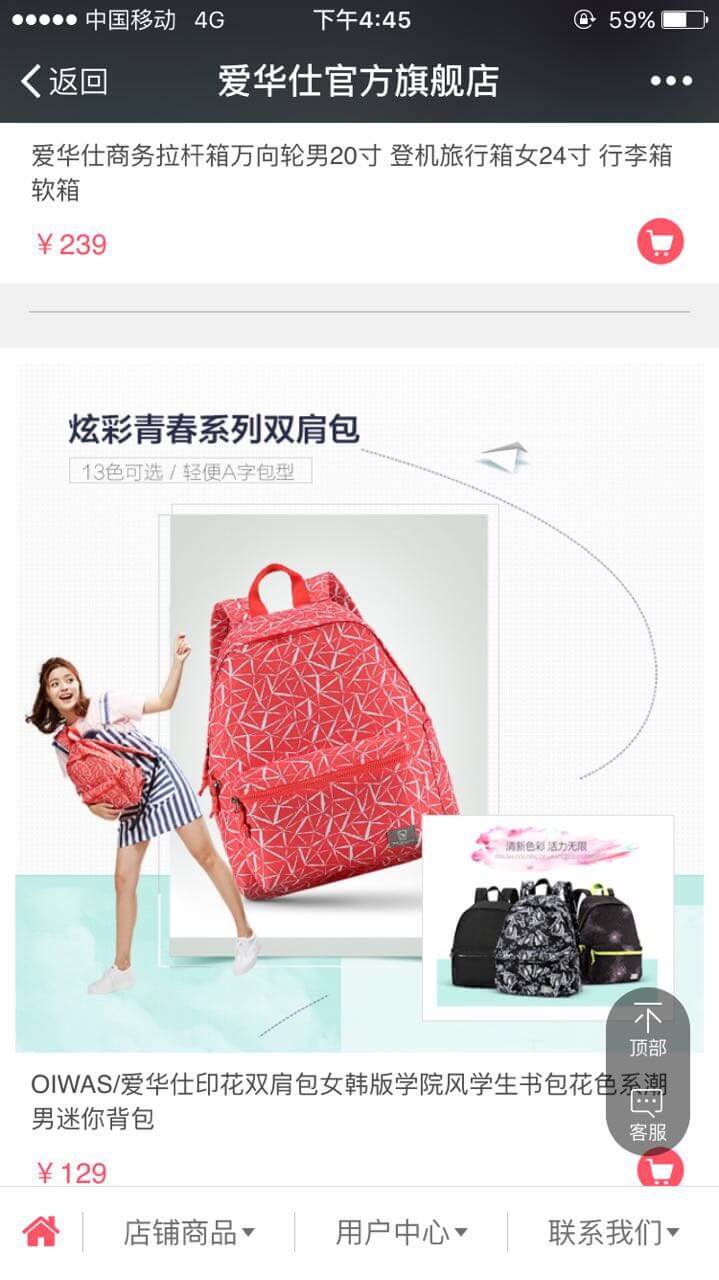 中国移动 4G 下午4:45 59%
返回 爱华仕官方旗舰店
爱华仕商务拉杆箱万向轮男20寸 登机旅行箱女24寸 行李箱
软箱
¥239
炫彩青春系列双肩包
13色可选 / 轻便A字包型
清新色彩 活力无限
顶部
OIWAS/爱华仕印花双肩包女韩版学院风学生书包花色系潮
男迷你背包
客服
¥129
店铺商品 用户中心 联系我们